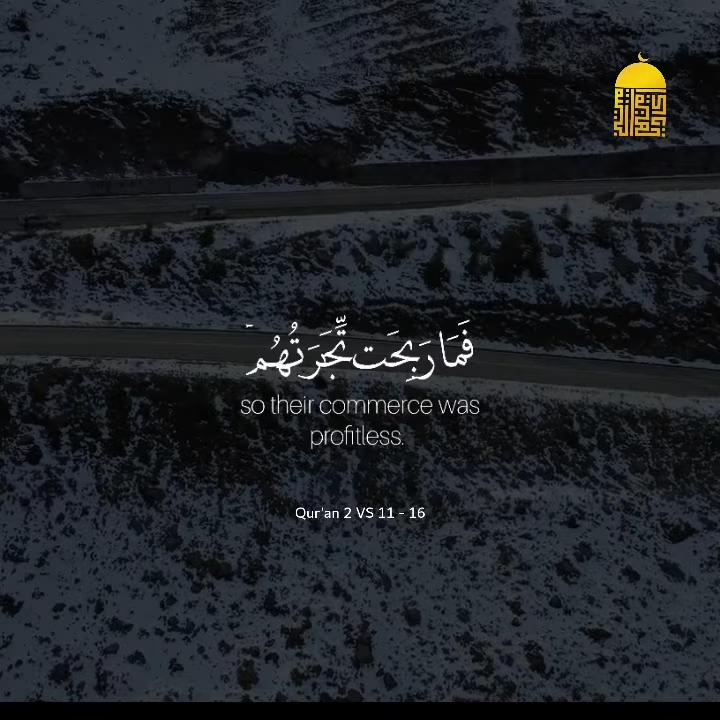 فَمَا رَبِحَت تِّجَٰرَتُهُمۡ
so their commerce was
profitless.
Qur'an 2 VS 11 - 16